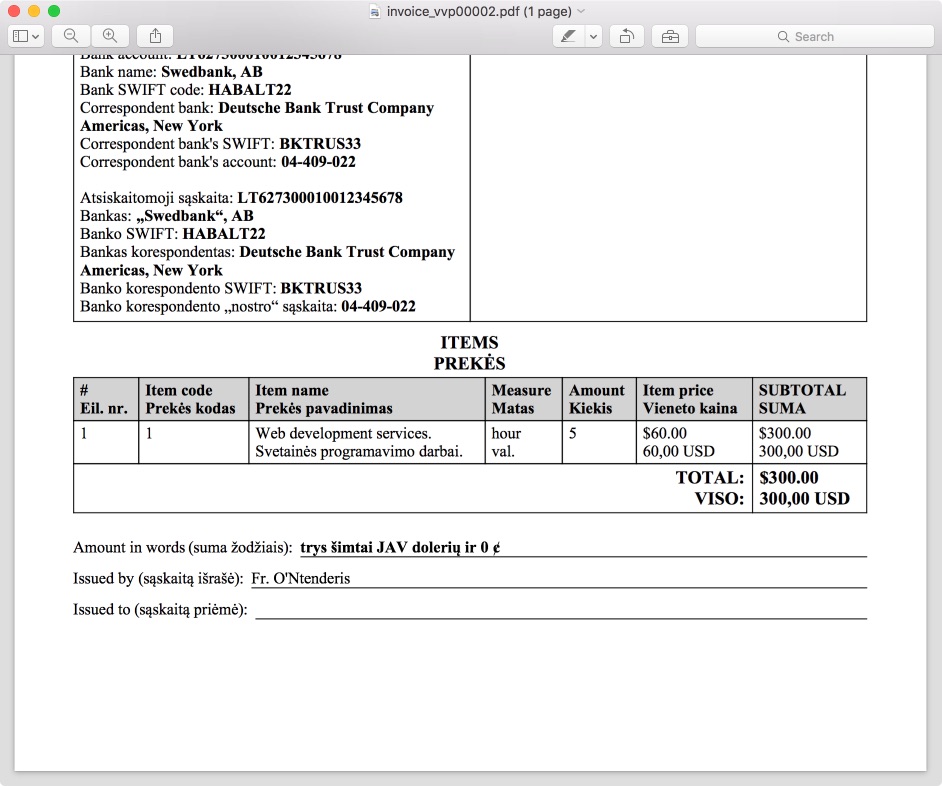 invoice_vvp00002.pdf (1 page)
Search
Bank account: LT627300010012345678
Bank name: Swedbank, AB
Bank SWIFT code: HABALT22
Correspondent bank: Deutsche Bank Trust Company
Americas, New York
Correspondent bank's SWIFT: BKTRUS33
Correspondent bank's account: 04-409-022
Atsiskaitomoji sąskaita: LT627300010012345678
Bankas: „Swedbank“, AB
Banko SWIFT: HABALT22
Bankas korespondentas: Deutsche Bank Trust Company
Americas, New York
Banko korespondento SWIFT: BKTRUS33
Banko korespondento „nostro“ sąskaita: 04-409-022
ITEMS
PREKĖS
# Item code Item name Measure Amount Item price SUBTOTAL
Eil. nr. Prekės kodas Prekės pavadinimas Matas Kiekis Vieneto kaina SUMA
1 1 Web development services. hour 5 $60.00 $300.00
Svetainės programavimo darbai. val. 60,00 USD 300,00 USD
TOTAL: $300.00
VISO: 300,00 USD
Amount in words (suma žodžiais): trys šimtai JAV dolerių ir 0 ¢
Issued by (sąskaitą išrašė): Fr. O'Ntenderis
Issued to (sąskaitą priėmė):